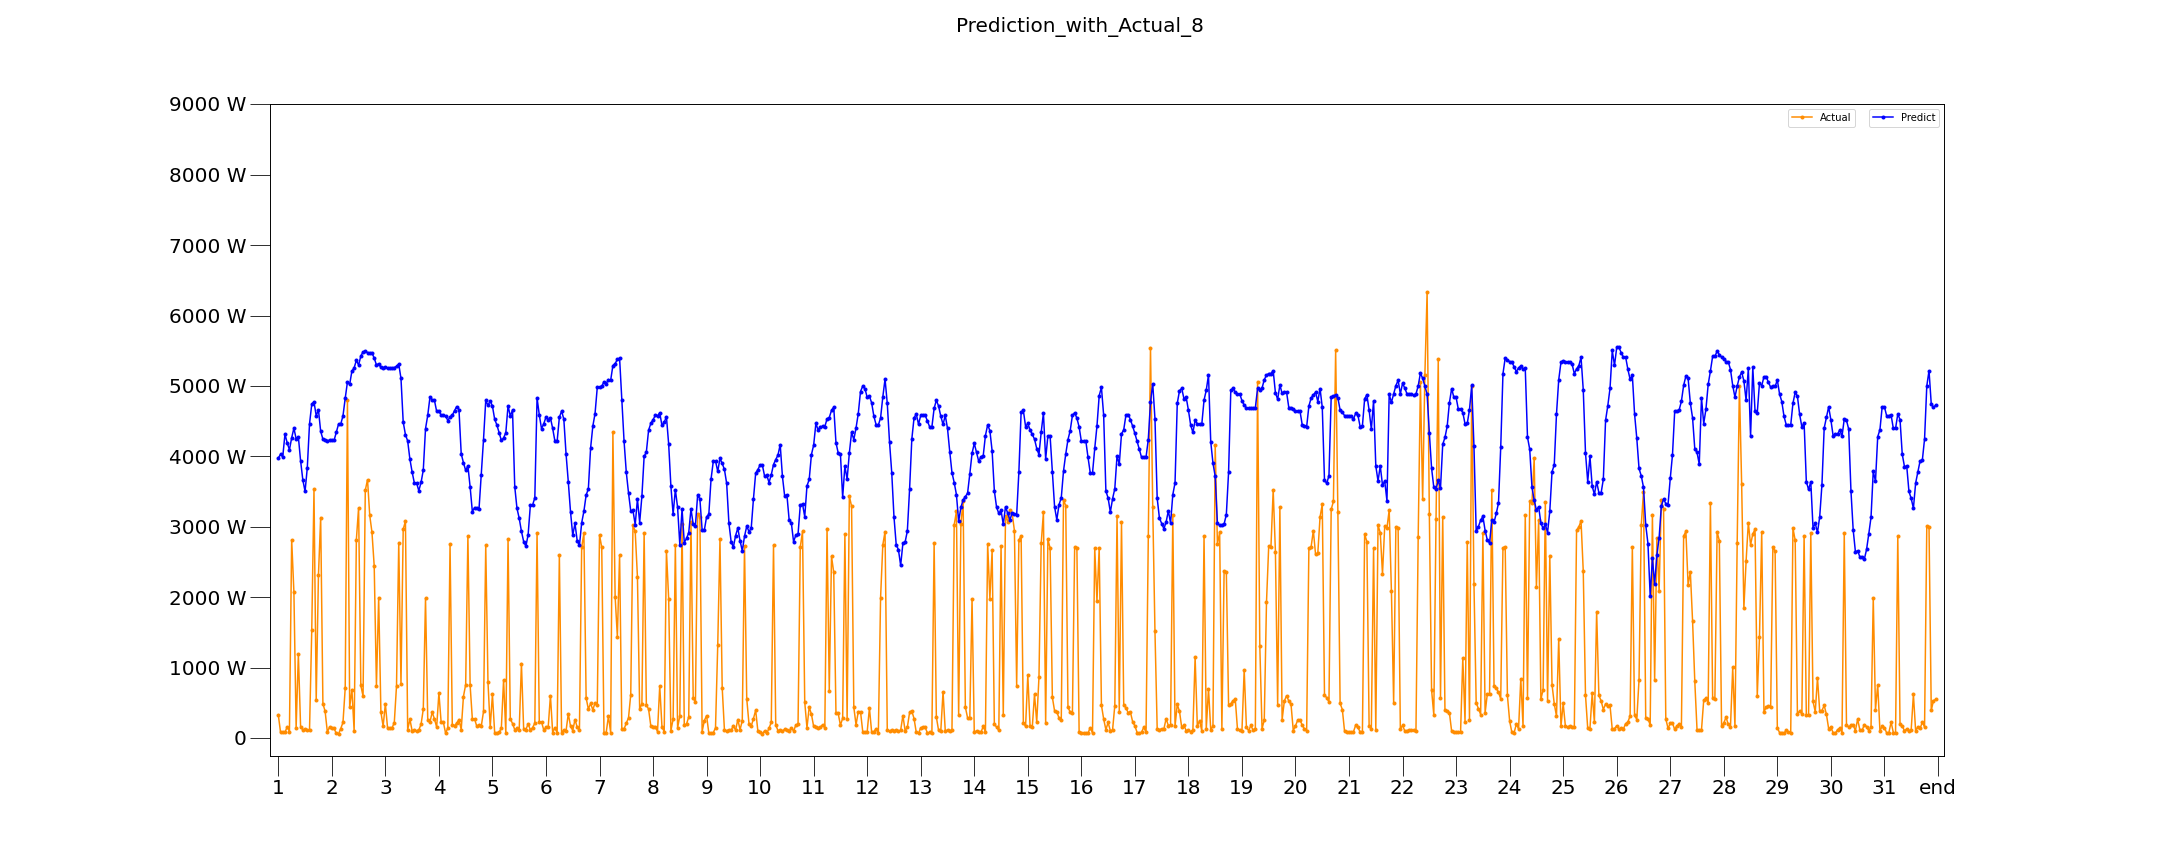 Prediction_with_Actual_8
9000 W
8000 W
7000 W
6000 W
5000 W
4000 W
3000 W
2000 W
1000 W
0
Actual Predict
1 2 3 4 5 6 7 8 9 10 11 12 13 14 15 16 17 18 19 20 21 22 23 24 25 26 27 28 29 30 31 end